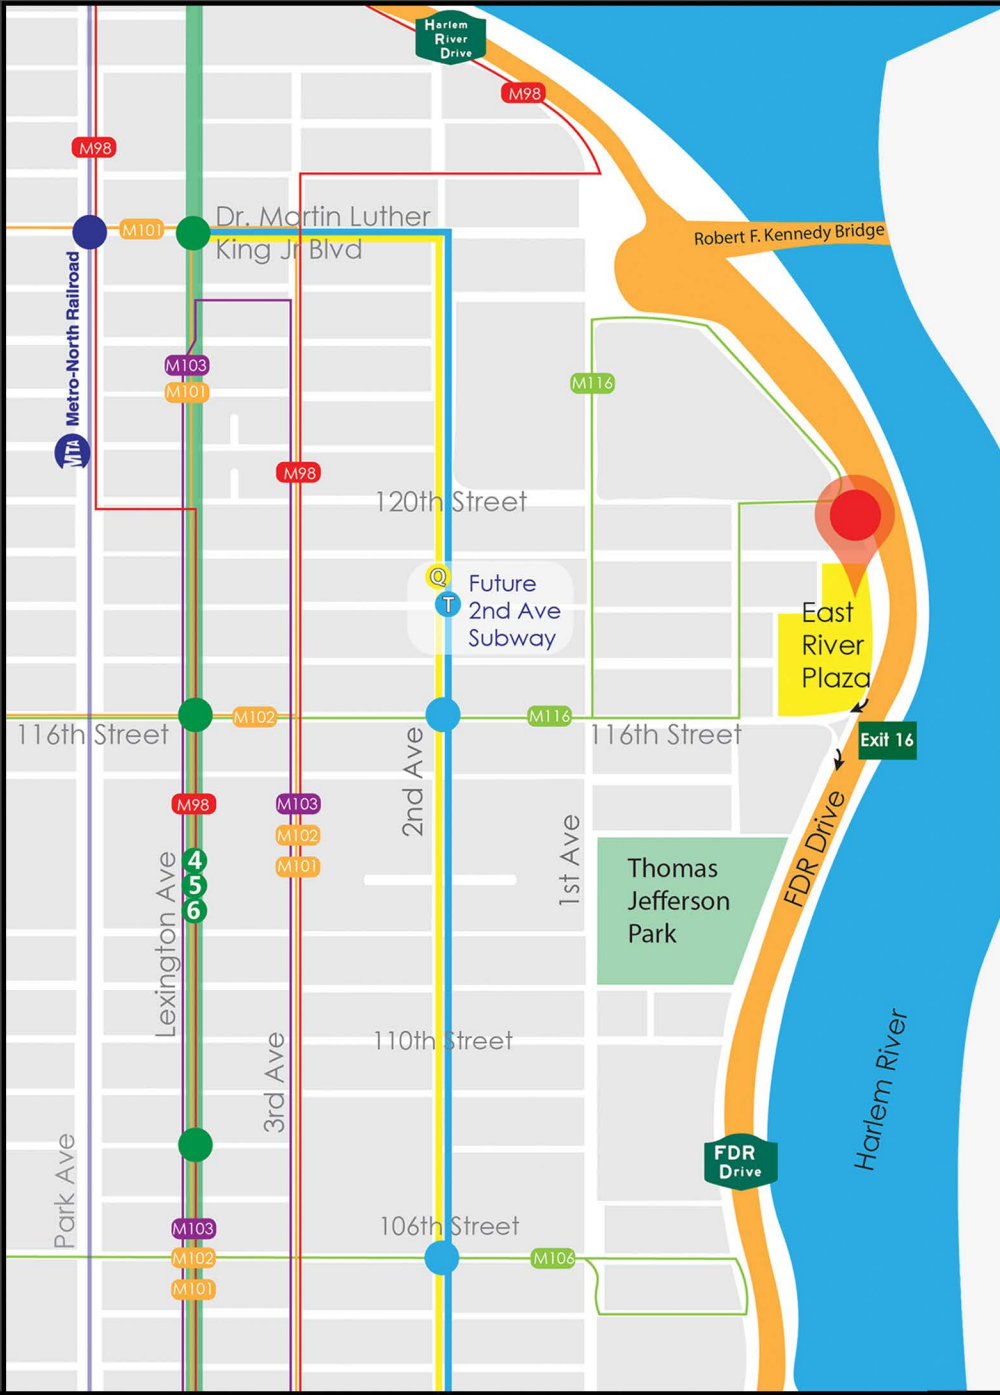 Harlem
River
Drive
M98
M98
Dr. Martin Luther
King Jr Blvd
M101
Robert F. Kennedy Bridge
MTA Metro-North Railroad
M103
M101
M116
M98
120th Street
Q
T
Future
2nd Ave
Subway
East
River
Plaza
M102
M116
116th Street
116th Street
Exit 16
2nd Ave
M98
M103
M102
M101
4
5
6
Lexington Ave
1st Ave
FDR Drive
Thomas
Jefferson
Park
110th Street
3rd Ave
Harlem River
Park Ave
FDR
Drive
106th Street
M103
M102
M101
M106